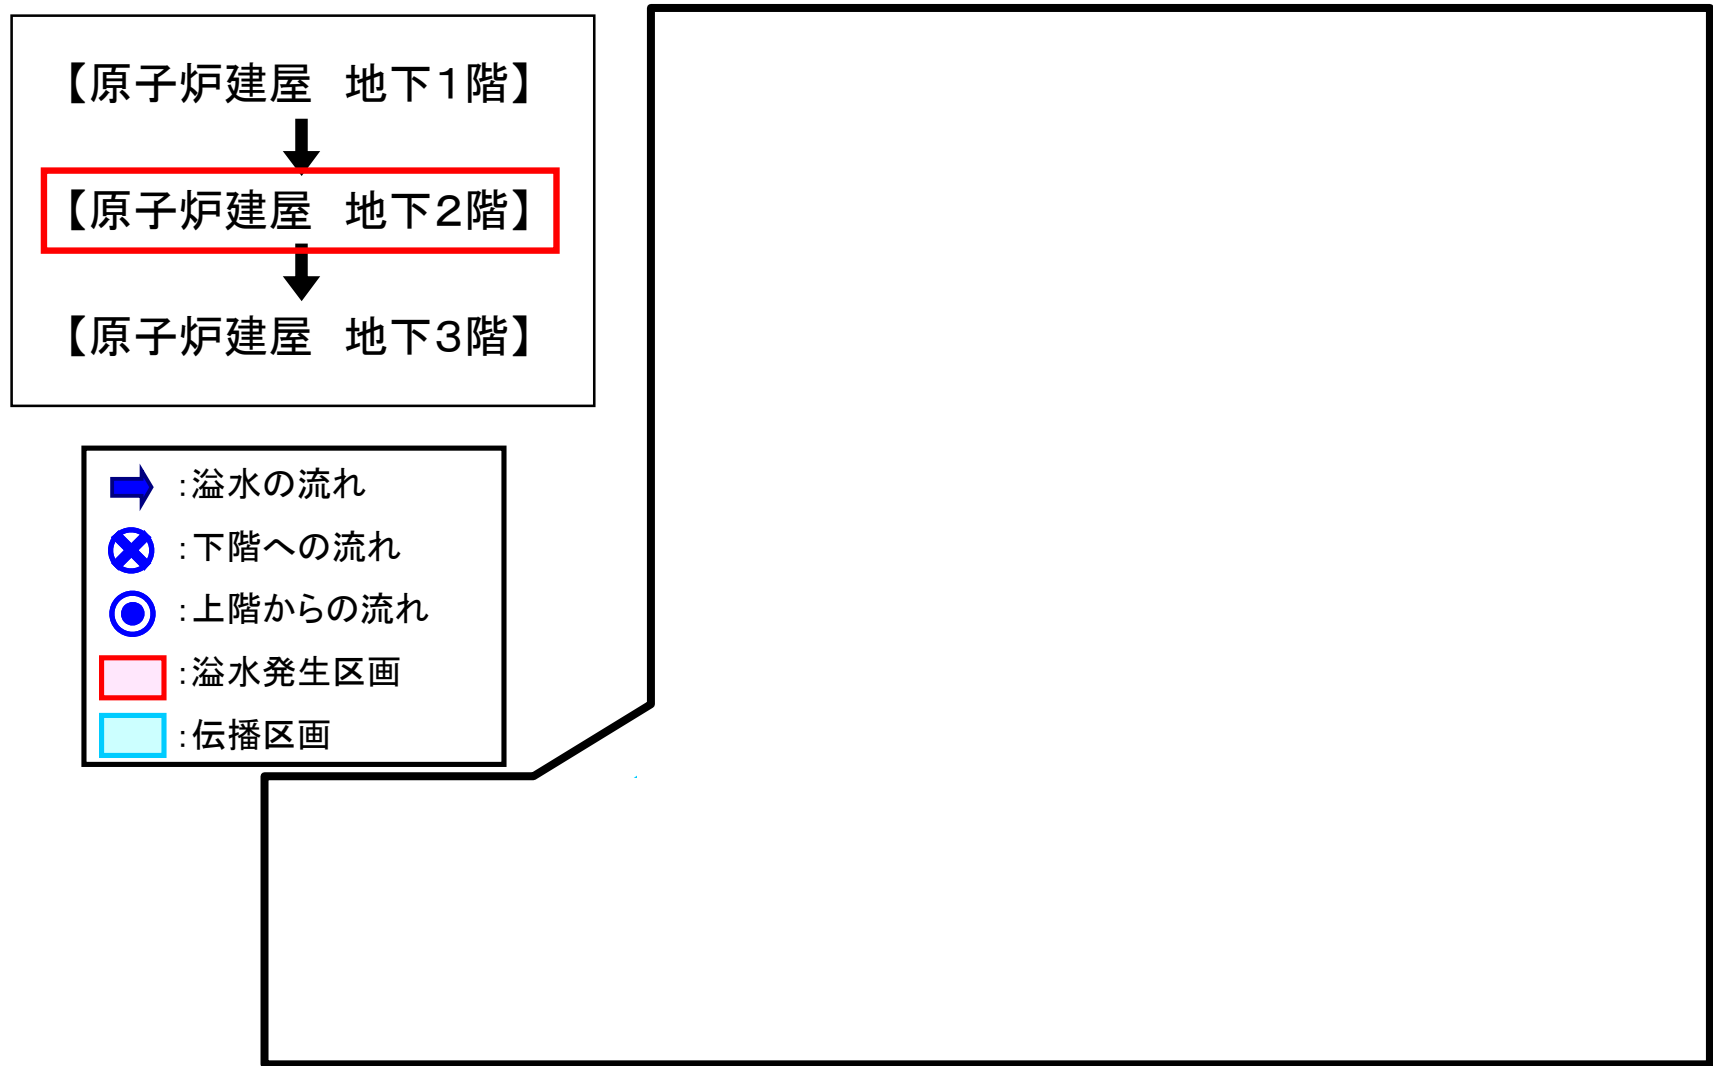 【原子炉建屋　地下１階】
【原子炉建屋　地下２階】
【原子炉建屋　地下３階】
：溢水の流れ
：下階への流れ
：上階からの流れ
：溢水発生区画
：伝播区画